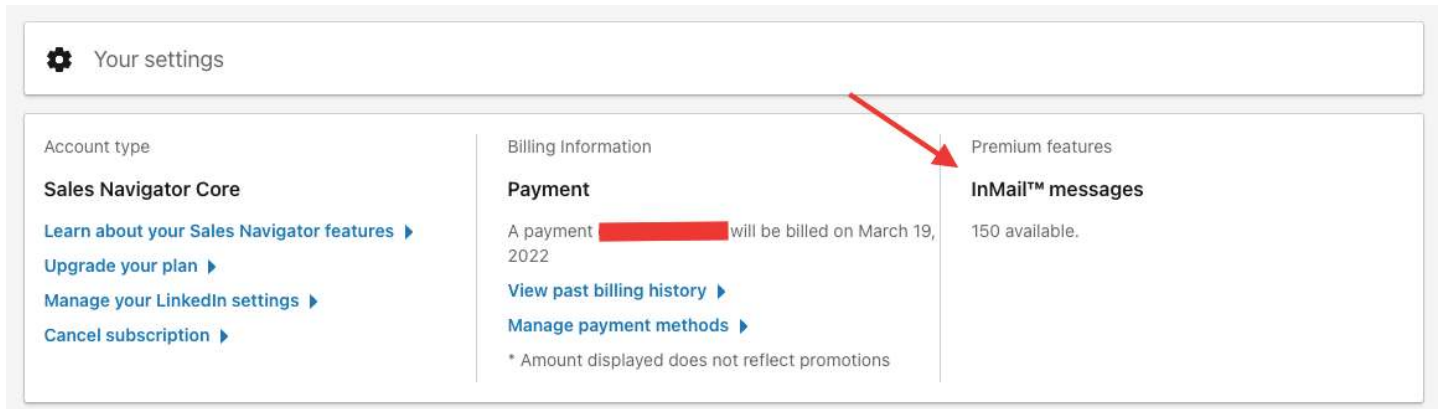 Your settings
Account type
Sales Navigator Core
Learn about your Sales Navigator features
Upgrade your plan
Manage your LinkedIn settings
Cancel subscription
Billing Information
Payment
A payment will be billed on March 19,
2022
View past billing history
Manage payment methods
* Amount displayed does not reflect promotions
Premium features
InMail™ messages
150 available.